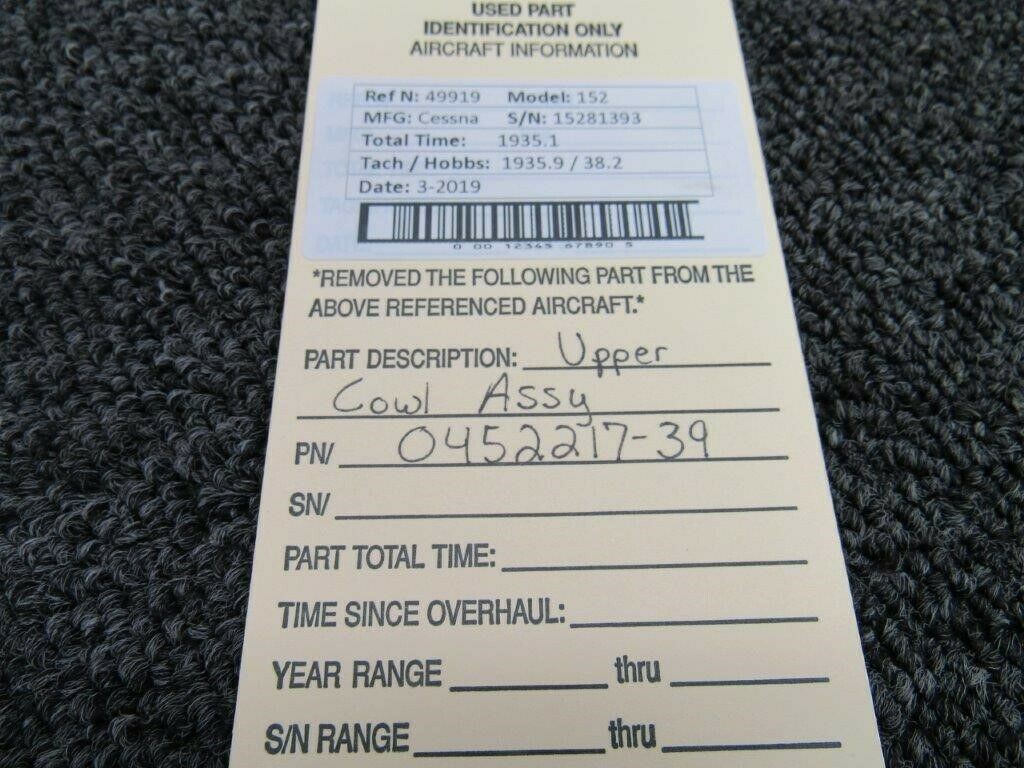 USED PART
IDENTIFICATION ONLY
AIRCRAFT INFORMATION
Ref N: 49919 Model: 152
MFG: Cessna S/N: 15281393
Total Time: 1935.1
Tach / Hobbs: 1935.9 / 38.2
Date: 3-2019
0 00 12345 67890 5
*REMOVED THE FOLLOWING PART FROM THE
ABOVE REFERENCED AIRCRAFT.*
PART DESCRIPTION: Upper
Cowl Assy
PN/ 0452217-39
SN/
PART TOTAL TIME:
TIME SINCE OVERHAUL:
YEAR RANGE thru
S/N RANGE thru